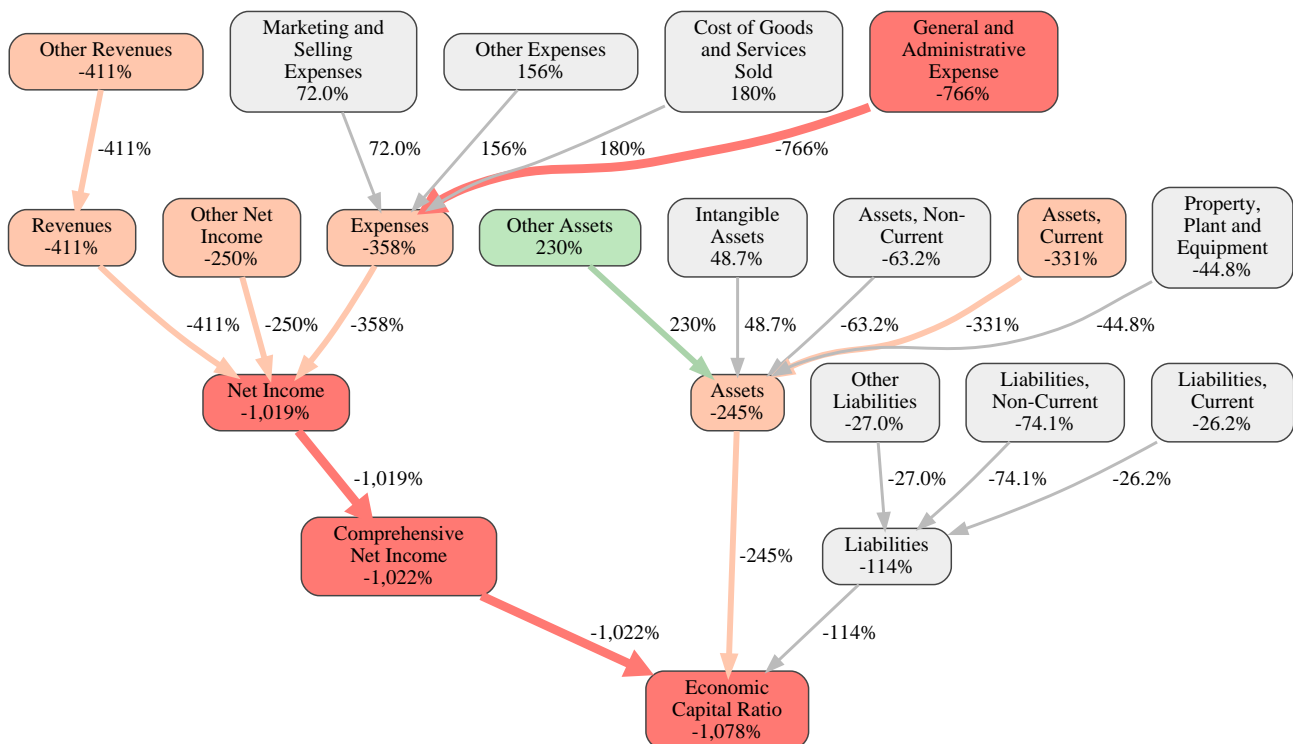 Other Revenues
-411%
Marketing and
Selling
Expenses
72.0%
Other Expenses
156%
Cost of Goods
and Services
Sold
180%
General and
Administrative
Expense
-766%
-411%
72.0%
156%
180%
-766%
Revenues
-411%
Other Net
Income
-250%
Expenses
-358%
Other Assets
230%
Intangible
Assets
48.7%
Assets, Non-
Current
-63.2%
Assets,
Current
-331%
Property,
Plant and
Equipment
-44.8%
-411%
-250%
-358%
230%
48.7%
-63.2%
-331%
-44.8%
Net Income
-1,019%
Assets
-245%
Other
Liabilities
-27.0%
Liabilities,
Non-Current
-74.1%
Liabilities,
Current
-26.2%
-1,019%
-27.0%
-74.1%
-26.2%
Comprehensive
Net Income
-1,022%
-245%
Liabilities
-114%
-1,022%
-114%
Economic
Capital Ratio
-1,078%